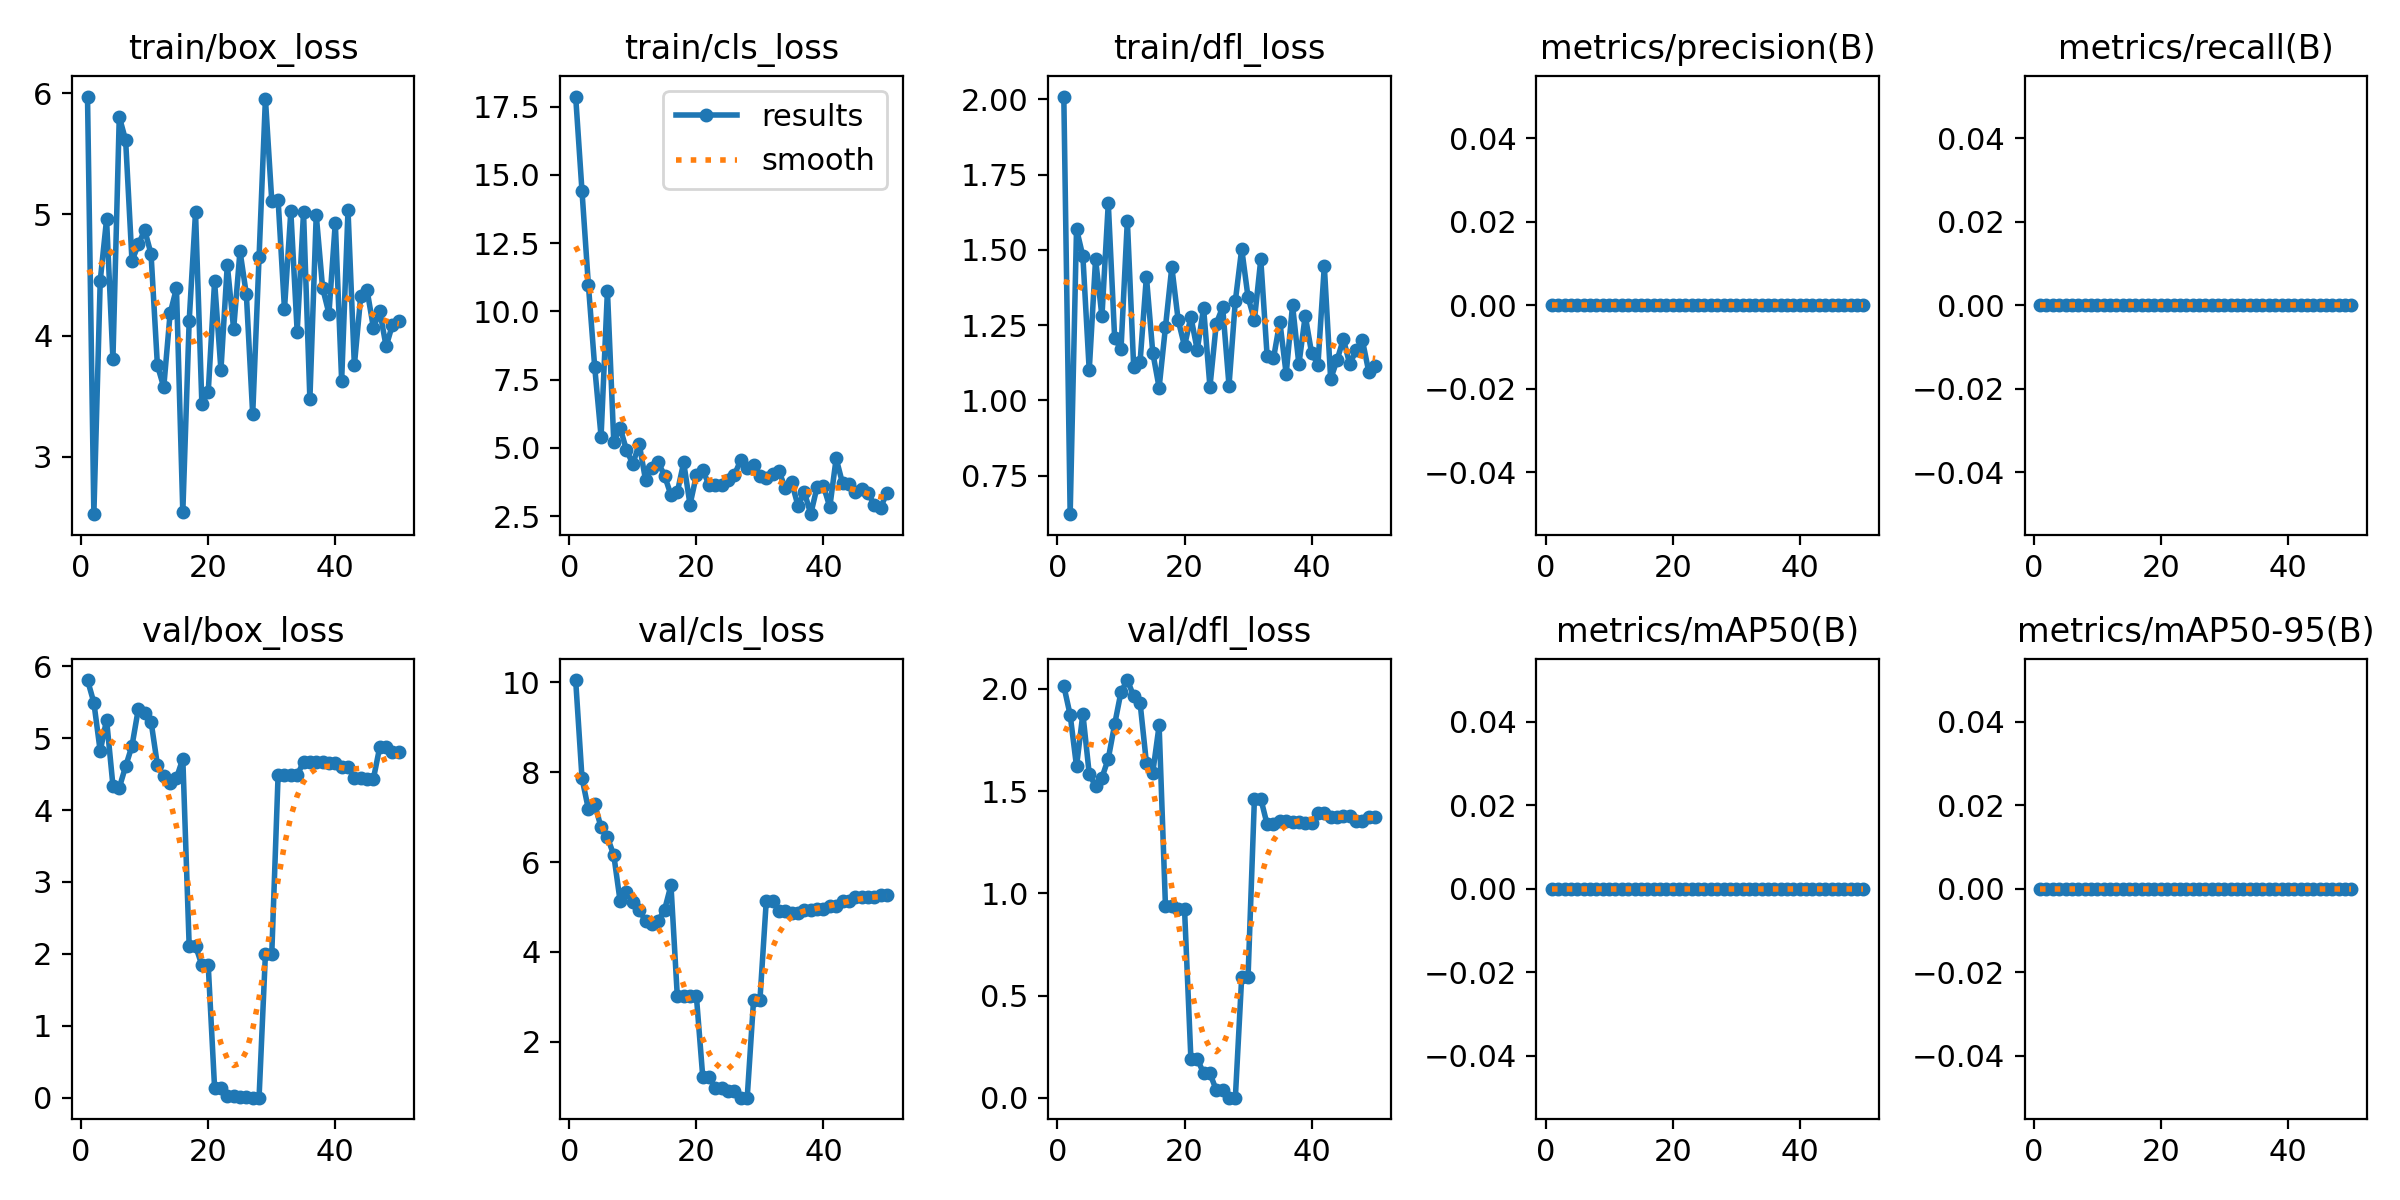 train/box_loss
6
5
4
3
0 20 40
train/cls_loss
17.5
15.0
12.5
10.0
7.5
5.0
2.5
0 20 40
results
smooth
train/dfl_loss
2.00
1.75
1.50
1.25
1.00
0.75
0 20 40
metrics/precision(B)
0.04
0.02
0.00
−0.02
−0.04
0 20 40
metrics/recall(B)
0.04
0.02
0.00
−0.02
−0.04
0 20 40
val/box_loss
6
5
4
3
2
1
0
0 20 40
val/cls_loss
10
8
6
4
2
0 20 40
val/dfl_loss
2.0
1.5
1.0
0.5
0.0
0 20 40
metrics/mAP50(B)
0.04
0.02
0.00
−0.02
−0.04
0 20 40
metrics/mAP50-95(B)
0.04
0.02
0.00
−0.02
−0.04
0 20 40